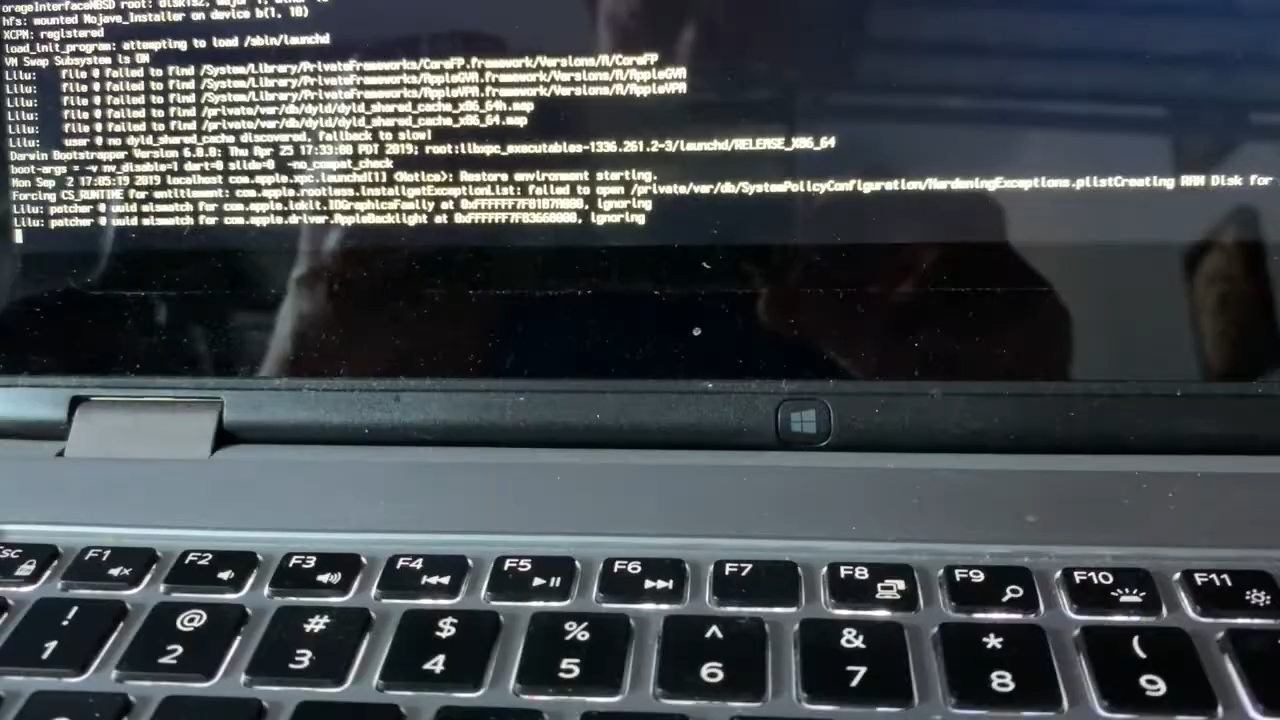 hfs: mounted Mojave_Installer on device b(1, 10)
XCPM: registered
load_init_program: attempting to load /sbin/launchd
VM Swap Subsystem is ON
Lilu: file @ failed to find /System/Library/PrivateFrameworks/CoreFP.framework/Versions/A/CoreFP
Lilu: file @ failed to find /System/Library/PrivateFrameworks/AppleGVA.framework/Versions/A/AppleGVA
Lilu: file @ failed to find /System/Library/PrivateFrameworks/AppleVPA.framework/Versions/A/AppleVPA
Lilu: file @ failed to find /private/var/db/dyld/dyld_shared_cache_x86_64h.map
Lilu: file @ failed to find /private/var/db/dyld/dyld_shared_cache_x86_64.map
Lilu: user @ no dyld_shared_cache discovered, fallback to slow!
Darwin Bootstrapper Version 6.0.0: Thu Apr 25 17:33:00 PDT 2019; root:libxpc_executables-1336.261.2~3/launchd/RELEASE_X86_64
boot-args = -v nv_disable=1 dart=0 slide=0 -no_compat_check
Mon Sep 2 17:05:19 2019 localhost com.apple.xpc.launchd[1] <Notice>: Restore environment starting.
Forcing CS_RUNTIME for entitlement: com.apple.rootless.installgetExceptionList: failed to open /private/var/db/SystemPolicyConfiguration/HardeningExceptions.plistCreating RAM Disk for
Lilu: patcher @ uuid mismatch for com.apple.iokit.IOGraphicsFamily at, ignoring
Lilu: patcher @ uuid mismatch for com.apple.driver.AppleBacklight at, ignoring
F1 F2 F3 F4 F5 F6 F7 F8 F9 F10 F11
! @ # $ % ^ & * (
1 2 3 4 5 6 7 8 9